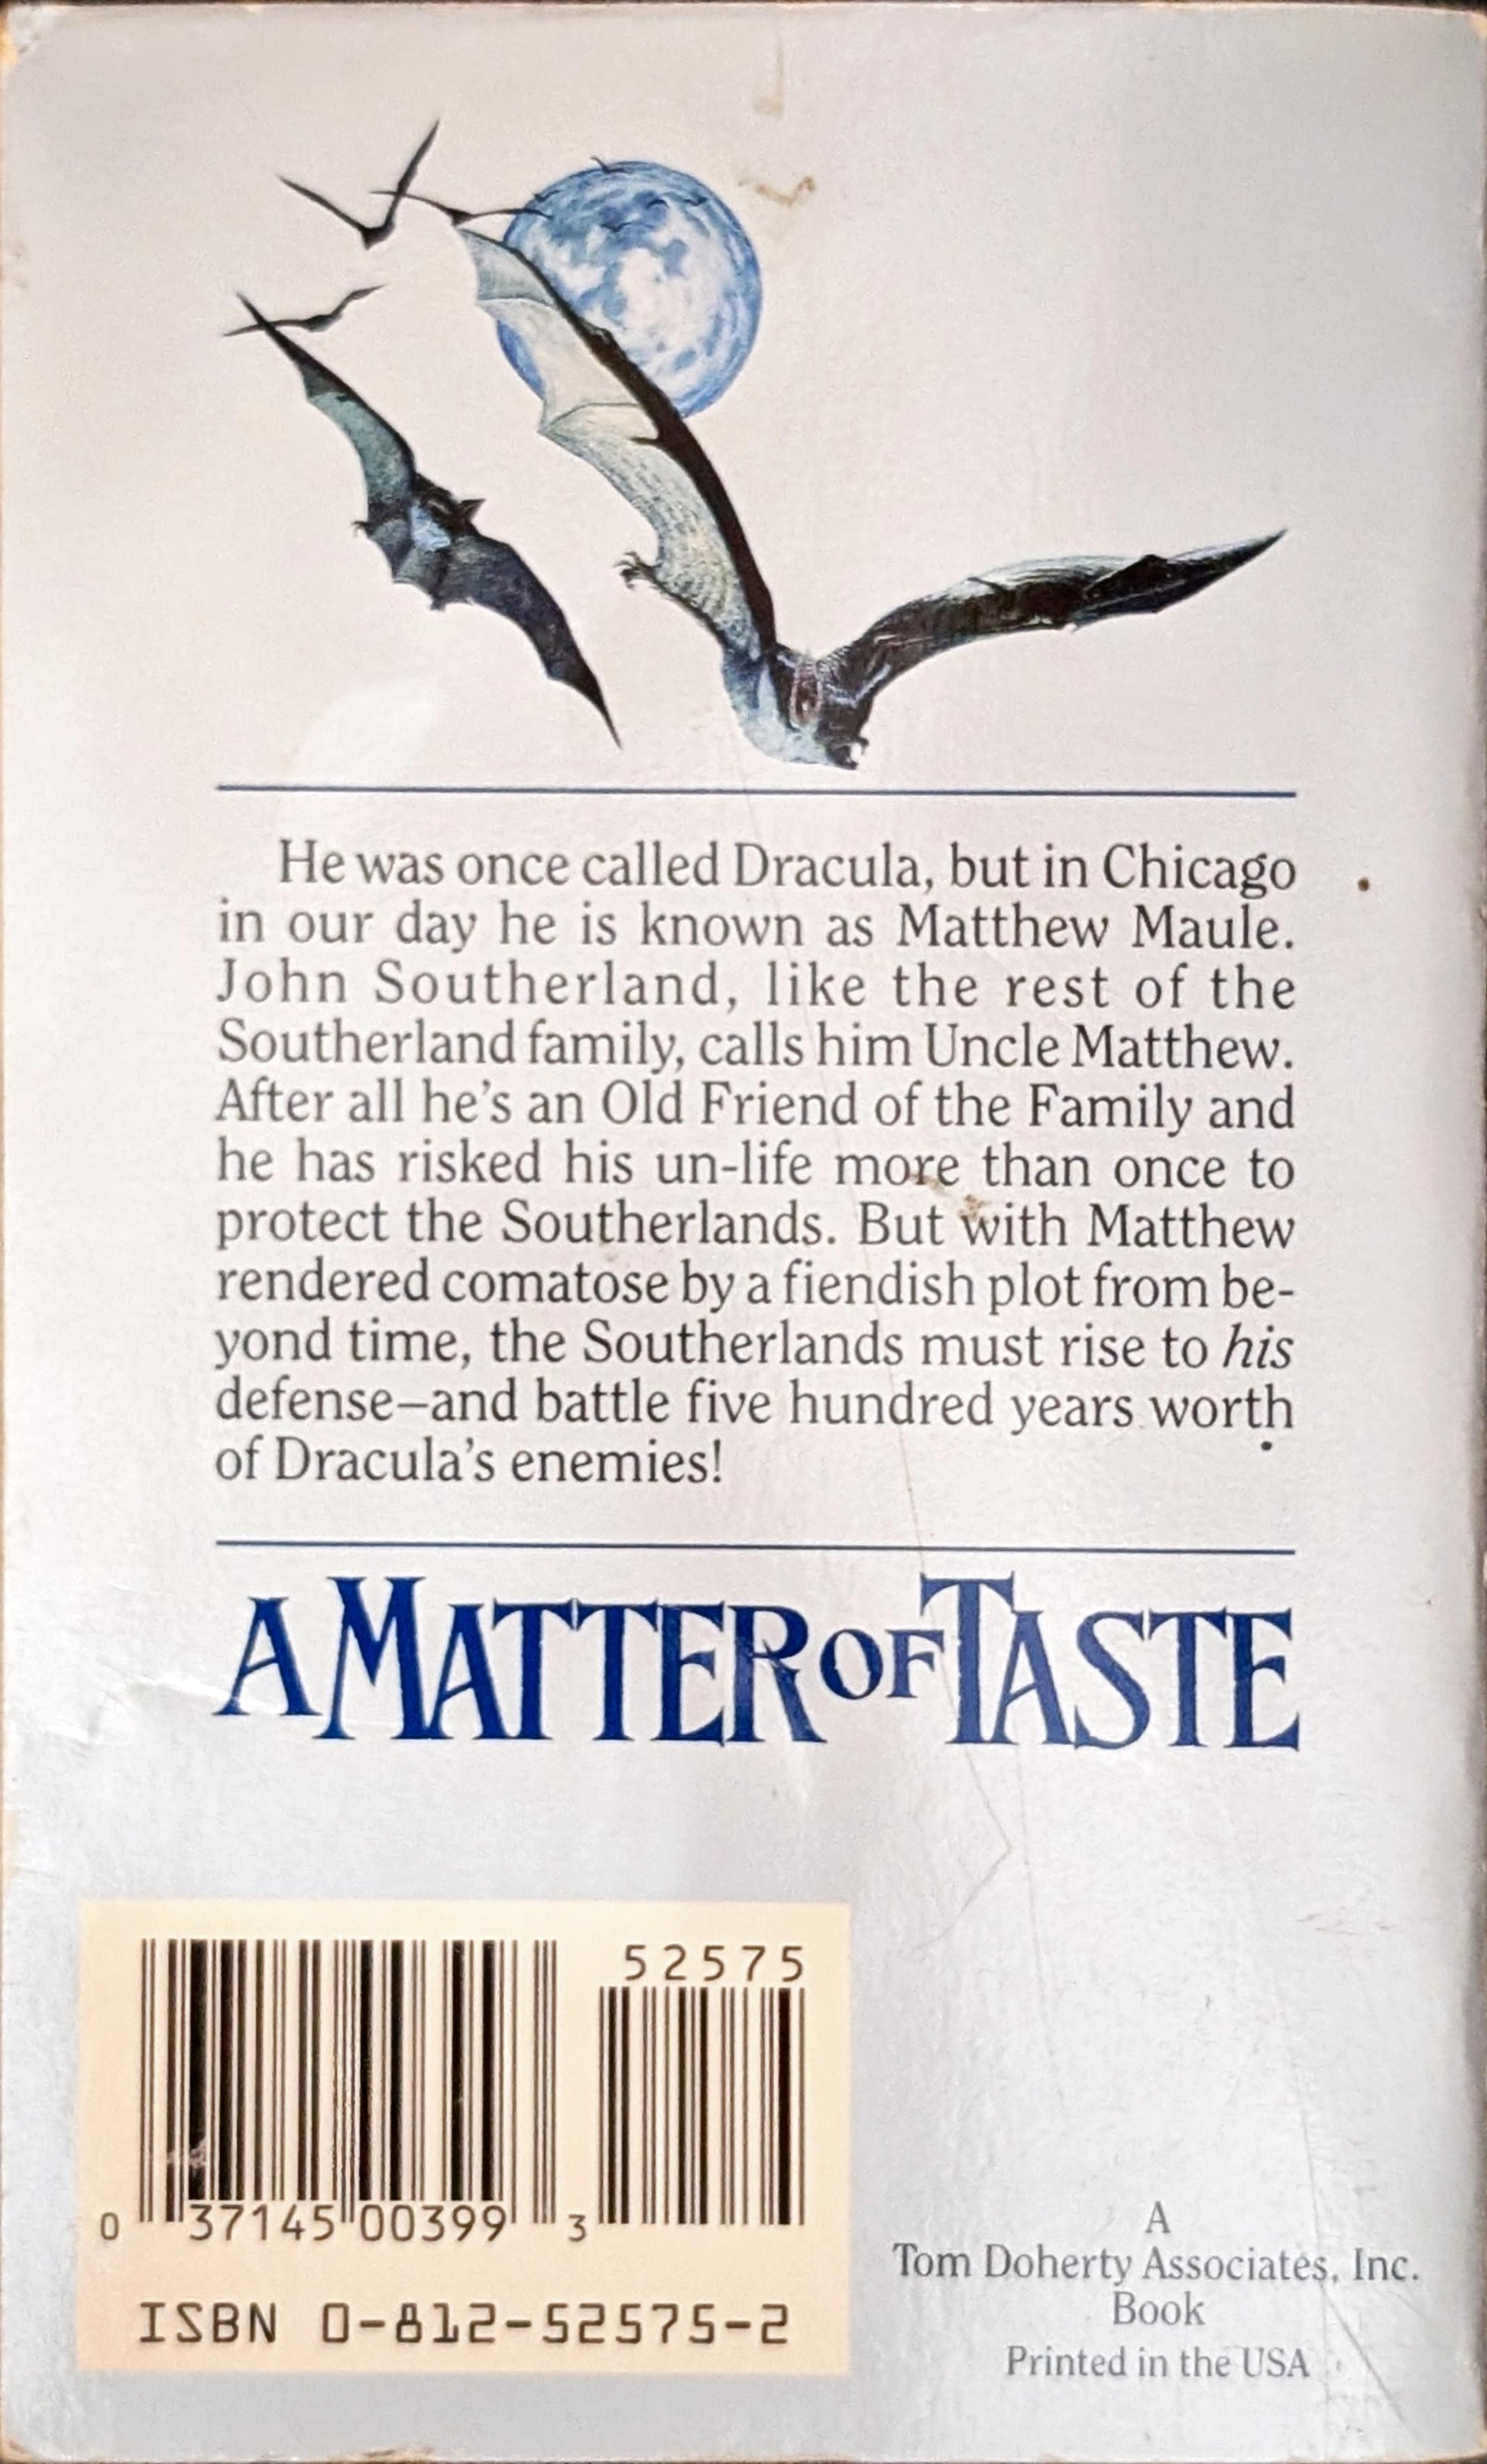 He was once called Dracula, but in Chicago
in our day he is known as Matthew Maule.
John Southerland, like the rest of the
Southerland family, calls him Uncle Matthew.
After all he's an Old Friend of the Family and
he has risked his un-life more than once to
protect the Southerlands. But with Matthew
rendered comatose by a fiendish plot from be-
yond time, the Southerlands must rise to his
defense—and battle five hundred years worth
of Dracula's enemies!
A MATTER OF TASTE
52575
0 37145 00399 3
ISBN 0-812-52575-2
A
Tom Doherty Associates, Inc.
Book
Printed in the USA